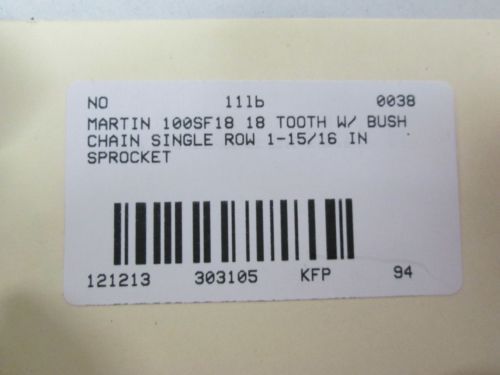 NO 11lb 0038
MARTIN 100SF18 18 TOOTH W/ BUSH
CHAIN SINGLE ROW 1-15/16 IN
SPROCKET
121213 303105 KFP 94